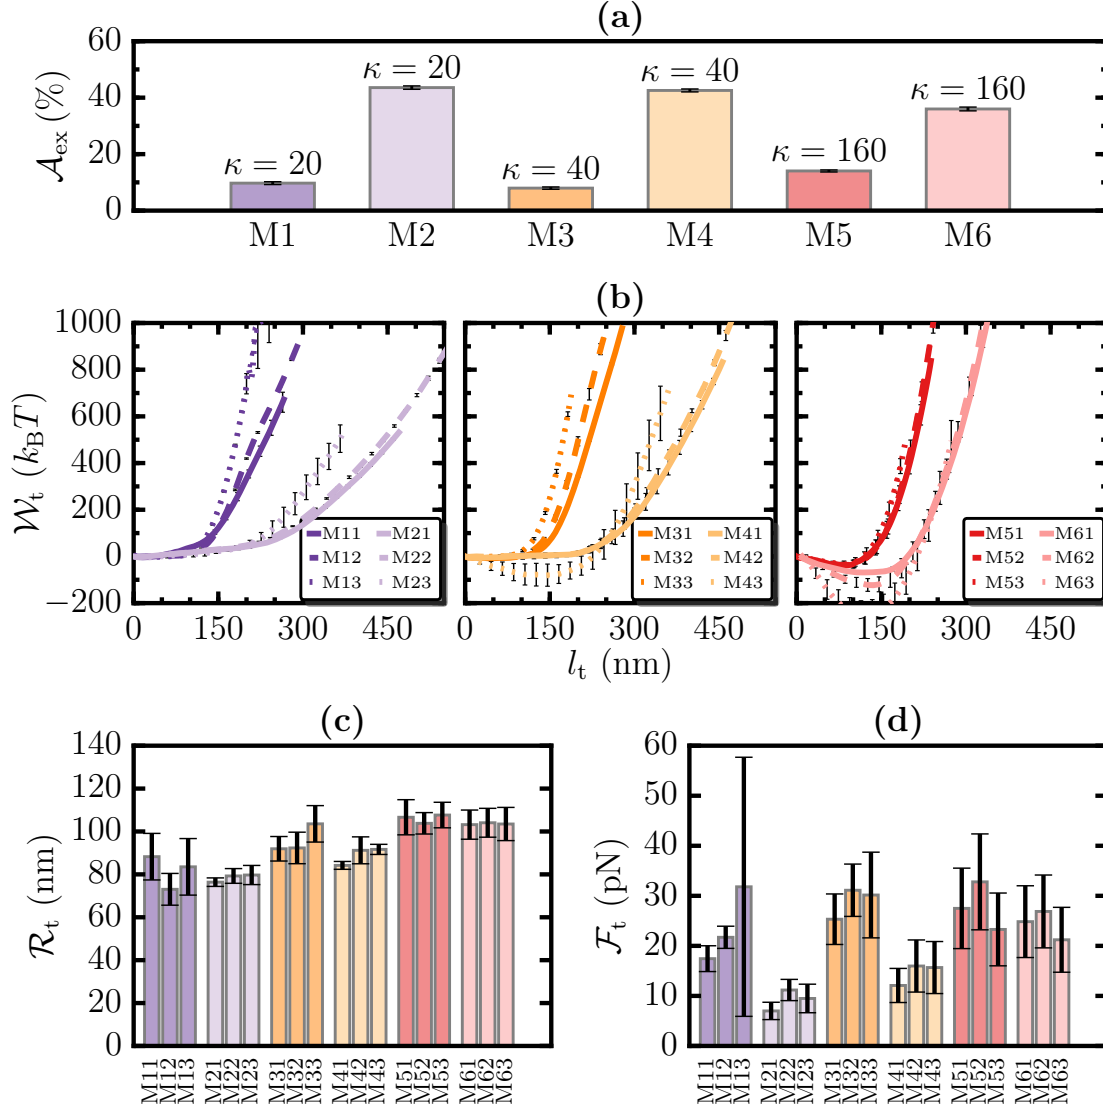 (a)
60
40
20
0
𝒜ex (%)
κ = 20
κ = 20
κ = 40
κ = 40
κ = 160
κ = 160
M1 M2 M3 M4 M5 M6
(b)
1000
800
600
400
200
0
−200
𝒲t (kBT)
M11 M21
M12 M22
M13 M23
M31 M41
M32 M42
M33 M43
M51 M61
M52 M62
M53 M63
0 150 300 450
0 150 300 450
0 150 300 450
lt (nm)
(c)
140
120
100
80
60
40
20
0
ℛt (nm)
M11 M12 M13 M21 M22 M23 M31 M32 M33 M41 M42 M43 M51 M52 M53 M61 M62 M63
(d)
60
50
40
30
20
10
0
ℱt (pN)
M11 M12 M13 M21 M22 M23 M31 M32 M33 M41 M42 M43 M51 M52 M53 M61 M62 M63